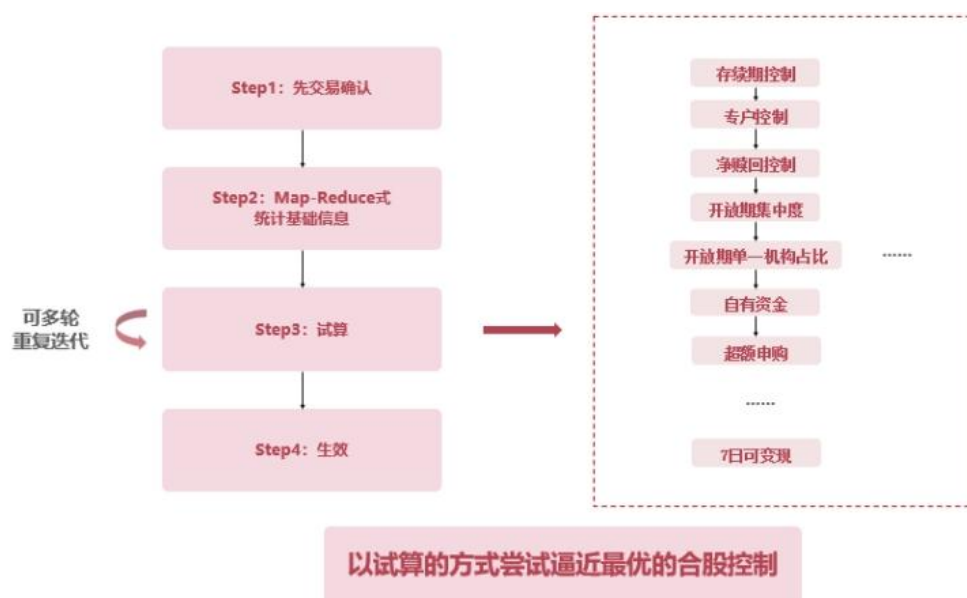 Step1：先交易确认
Step2：Map-Reduce式
统计基础信息
可多轮
重复迭代
Step3：试算
Step4：生效
存续期控制
专户控制
净赎回控制
开放期集中度
开放期单一机构占比
……
自有资金
超额申购
……
7日可变现
以试算的方式尝试逼近最优的合股控制